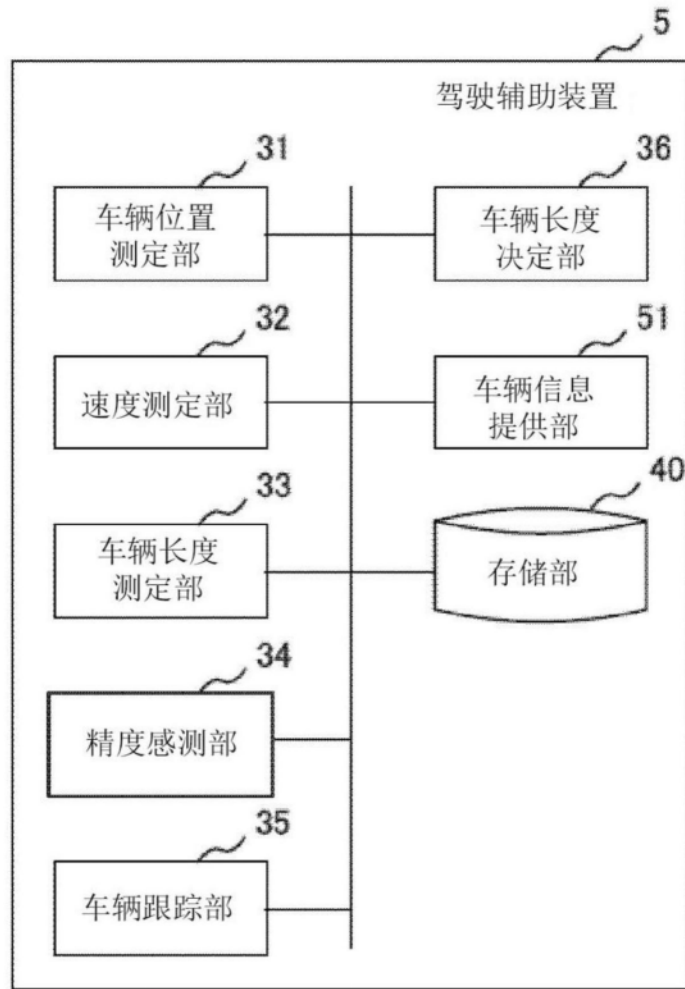 5
驾驶辅助装置
31
车辆位置
测定部
36
车辆长度
决定部
32
速度测定部
51
车辆信息
提供部
33
车辆长度
测定部
40
存储部
34
精度感测部
35
车辆跟踪部